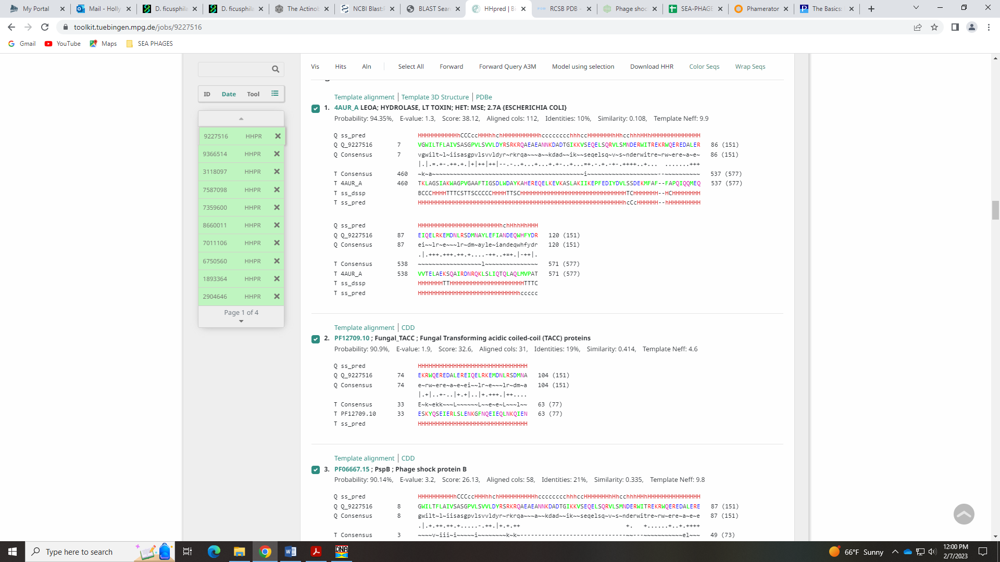 My Portal
Mail - Holly
D. ficusphila
D. ficusphila
The Actinob
NCBI Blast:F
BLAST Sear
HHpred | Bi
RCSB PDB -
Phage shoc
SEA-PHAGE
Phamerator
The Basics:
toolkit.tuebingen.mpg.de/jobs/9227516
Gmail YouTube Maps SEA PHAGES
Vis Hits Aln Select All Forward Forward Query A3M Model using selection Download HHR Color Seqs Wrap Seqs
ID Date Tool
9227516 HHPR
9366514 HHPR
3118097 HHPR
7587098 HHPR
7359600 HHPR
8660011 HHPR
7011106 HHPR
6750560 HHPR
1893364 HHPR
2904646 HHPR
Page 1 of 4
Template alignment | Template 3D Structure | PDBe
1. 4AUR_A LEOA; HYDROLASE, LT TOXIN; HET: MSE; 2.7A {ESCHERICHIA COLI}
Probability: 94.35%, E-value: 1.3, Score: 38.12, Aligned cols: 112, Identities: 10%, Similarity: 0.108, Template Neff: 9.9
Q ss_pred HHHHHHHHHHHhCCCccHHHhhchHHHHHHHHHHhccccccccchhhccHHHHHHHhHhccHhhHHHhHHHHHHHHHHHHHHH
Q Q_9227516 7 VGWILTFLAIVSASGPVLSVVLDYRSRKRQAEAEANNKDADTGIKKVSEQELSQRVLSMNDERWITREKRWQEREDALER 86 (151)
Q Consensus 7 vgwilt~l~iisasgpvlsvvldyr~rkrqa~~~a~~kdad~~ik~~seqelsq~v~s~nderwitre~rw~ere~a~e~ 86 (151)
T Consensus 460 ~k~a~~~~~~~~~~~~~~~~~~~~~~~~~~~~~~~~~~~~i~~~~~~~~~~~~~~~~~~~~--~~~~~~~~~~ 537 (577)
T 4AUR_A 460 TKLAGSIAKWAGPVGAAFTIGSDLWDAYKAHEREQELKEVKASLAKIIKEPFEDIYDVLSSDEKMFAF--FAPQIQQMEQ 537 (577)
T ss_dssp BCCCHHHHTTTCSTTSCCCCCHHHHTTSCHHHHHHHHHHHHHHHHHHHHHHHHHHHHHTCHHHHHHH--HCHHHHHHHH
T ss_pred HHHHHHHHHHHHHHHHHHHHHHHHHHHHHHHHHHHHHHHHHHHHHHHHHHHHHHHHHHhcCcHHHHHH--hHHHHHHHHH
Q ss_pred HHHHHHHHHHHHHHHHHHHHHHHhchHhhHhHHH
Q Q_9227516 87 EIQELRKEMDNLRSDMNAYLEFIANDEQWHFYDR 120 (151)
Q Consensus 87 ei~~lr~e~~~lr~dm~ayle~iandeqwhfydr 120 (151)
.|.+++.+++.++.+....-++..+=+.|-++|.
T Consensus 538 ~~~~~~~~~~~~~~~~~~~l~~~~~~~~~~~~~~ 571 (577)
T 4AUR_A 538 VVTELAEKSQAIRDNRQKLSLIQTQLAQLMVPAT 571 (577)
T ss_dssp HHHHHHHTTHHHHHHHHHHHHHHHHHHHHHTTTC
T ss_pred HHHHHHHHHHHHHHHHHHHHHHHHHHHHHhccccc
Template alignment | CDD
2. PF12709.10 ; Fungal_TACC ; Fungal Transforming acidic coiled-coil (TACC) proteins
Probability: 90.9%, E-value: 1.9, Score: 32.6, Aligned cols: 31, Identities: 19%, Similarity: 0.414, Template Neff: 4.6
Q ss_pred HHHHHHHHHHHHHHHHHHHHHHHHHHHHHHH
Q Q_9227516 74 EKRWQEREDALEREIQELRKEMDNLRSDMNA 104 (151)
Q Consensus 74 e~rw~ere~a~e~ei~~lr~e~~~lr~dm~a 104 (151)
|.+|..+-..|+.+|..|+.+++.|++....
T Consensus 33 E~k~ekk~~~L~~~~~~~L~~e~e~L~~~l~~ 63 (77)
T PF12709.10 33 ESKYQSEIERLSLENKGFNQEIEQLNKQIEN 63 (77)
T ss_pred HHHHHHHHHHHHHHHHHHHHHHHHHHHHHHH
Template alignment | CDD
3. PF06667.15 ; PspB ; Phage shock protein B
Probability: 90.14%, E-value: 3.2, Score: 26.13, Aligned cols: 58, Identities: 21%, Similarity: 0.335, Template Neff: 9.8
Q ss_pred HHHHHHHHHHhCCCccHHHhhchHHHHHHHHHHhccccccccchhhccHHHHHHHhHhccHhhHHHhHHHHHHHHHHHHHHHH
Q Q_9227516 8 GWILTFLAIVSASGPVLSVVLDYRSRKRQAEAEANNKDADTGIKKVSEQELSQRVLSMNDERWITREKRWQEREDALERE 87 (151)
Q Consensus 8 gwilt~l~iisasgpvlsvvldyr~rkrqa~~~a~~kdad~~ik~~seqelsq~v~s~nderwitre~rw~ere~a~e~e 87 (151)
T Consensus 3 49 (73)
Type here to search
66°F Sunny
12:00 PM
2/7/2023